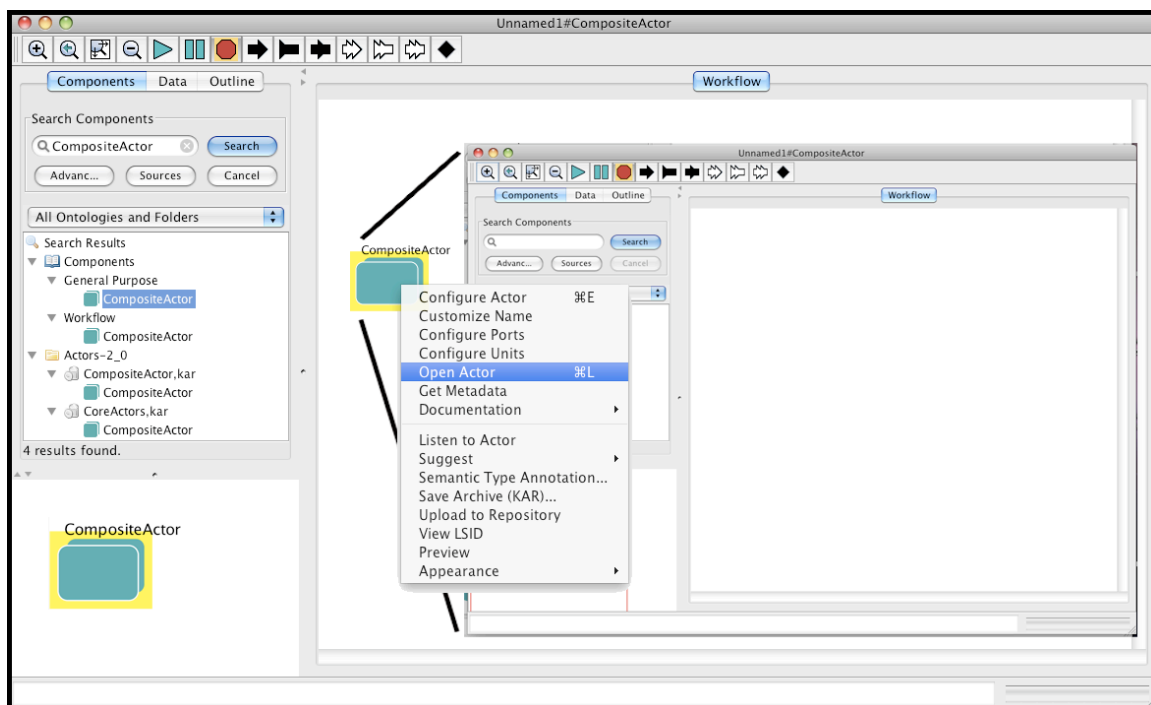 Unnamed1#CompositeActor
Components Data Outline
Workflow
Search Components
CompositeActor Search
Advanc... Sources Cancel
All Ontologies and Folders
Search Results
Components
General Purpose
CompositeActor
Workflow
CompositeActor
Actors-2_0
CompositeActor,kar
CompositeActor
CoreActors,kar
CompositeActor
4 results found.
CompositeActor
CompositeActor
Unnamed1#CompositeActor
Components Data Outline
Workflow
Search Components
Search
Advanc... Sources Cancel
Configure Actor ⌘E
Customize Name
Configure Ports
Configure Units
Open Actor ⌘L
Get Metadata
Documentation
Listen to Actor
Suggest
Semantic Type Annotation...
Save Archive (KAR)...
Upload to Repository
View LSID
Preview
Appearance